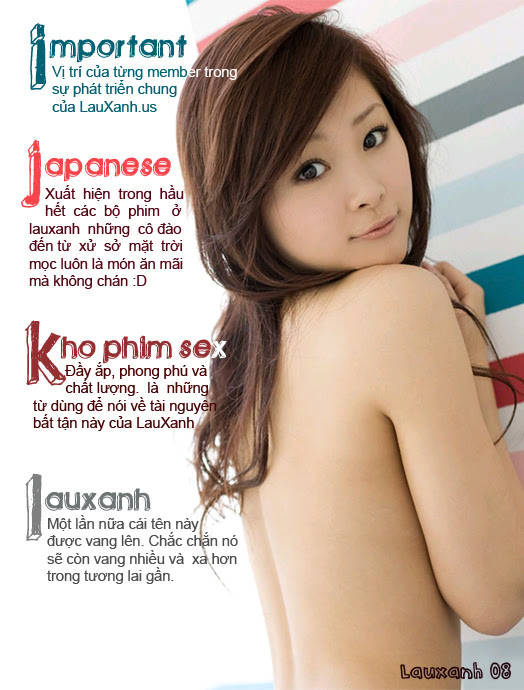 important
Vị trí của từng member trong
sự phát triển chung
của LauXanh.us
japanese
Xuất hiện trong hầu
hết các bộ phim ở
lauxanh những cô đào
đến từ xử sở mặt trời
mọc luôn là món ăn mãi
mà không chán :D
Kho phim sex
Đầy ắp, phong phú và
chất lượng. là những
từ dùng để nói về tài nguyên
bất tận này của LauXanh
lauxanh
Một lần nữa cái tên này
được vang lên. Chắc chắn nó
sẽ còn vang nhiều và xa hơn
trong tương lai gần.
Lauxanh 08